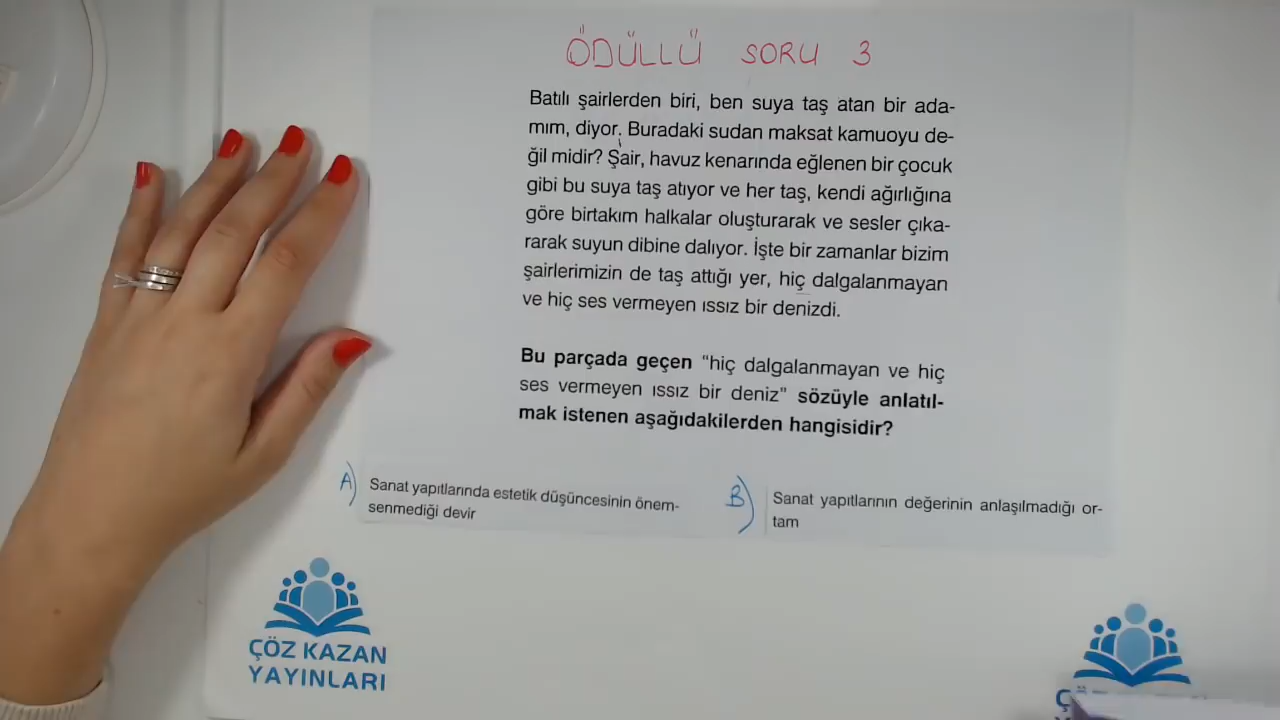 ÖDÜLLÜ SORU 3
Batılı şairlerden biri, ben suya taş atan bir ada-
mım, diyor. Buradaki sudan maksat kamuoyu de-
ğil midir? Şair, havuz kenarında eğlenen bir çocuk
gibi bu suya taş atıyor ve her taş, kendi ağırlığına
göre birtakım halkalar oluşturarak ve sesler çıka-
rarak suyun dibine dalıyor. İşte bir zamanlar bizim
şairlerimizin de taş attığı yer, hiç dalgalanmayan
ve hiç ses vermeyen ıssız bir denizdi.
Bu parçada geçen "hiç dalgalanmayan ve hiç
ses vermeyen ıssız bir deniz" sözüyle anlatıl-
mak istenen aşağıdakilerden hangisidir?
A) Sanat yapıtlarında estetik düşüncesinin önem-
senmediği devir
B) Sanat yapıtlarının değerinin anlaşılmadığı or-
tam
ÇÖZ KAZAN
YAYINLARI